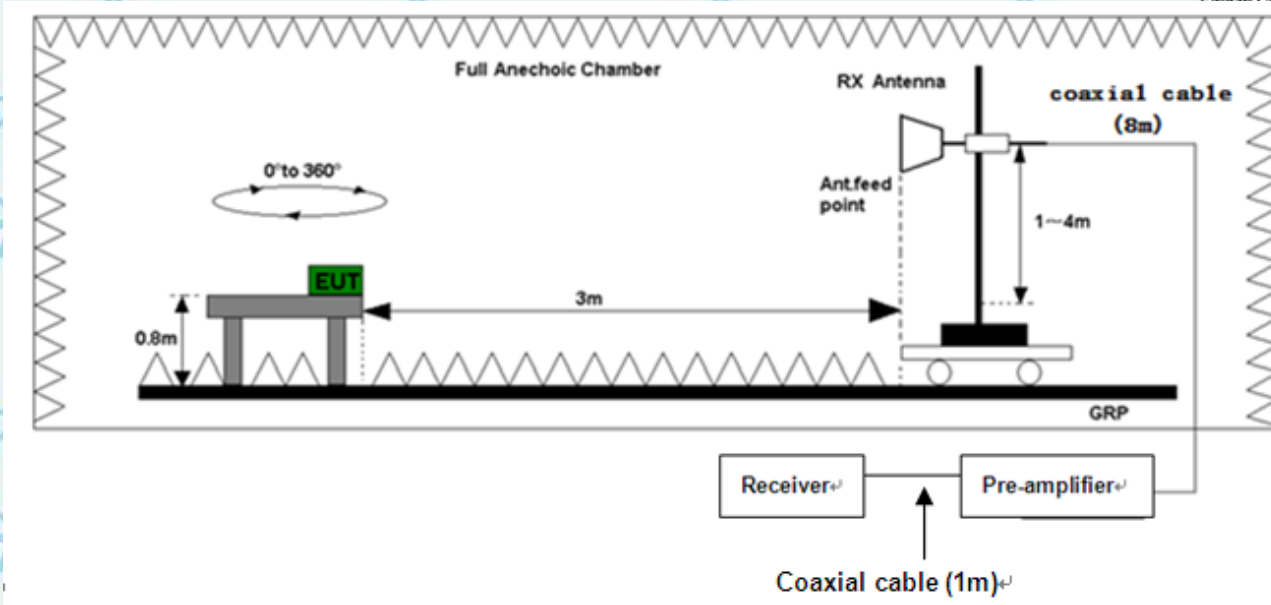 Full Anechoic Chamber
RX Antenna
coaxial cable
(8m)
0°to 360°
Ant.feed
point
1～4m
EUT
3m
0.8m
GRP
Receiver↵
Pre-amplifier↵
Coaxial cable (1m)↵